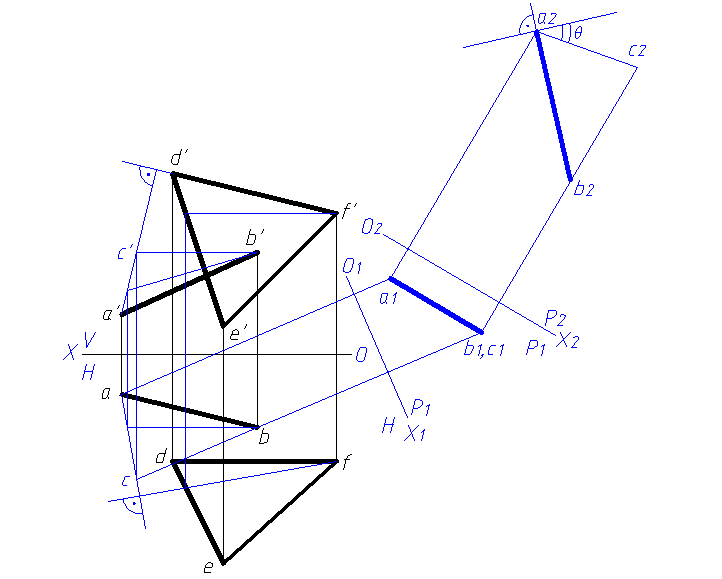 a2
θ
c2
d'
b2
f'
b'
c'
O2
O1
a1
a'
e'
P2
V
X2
X
O
b1,c1
P1
H
a
P1
H
X1
b
d
f
c
e